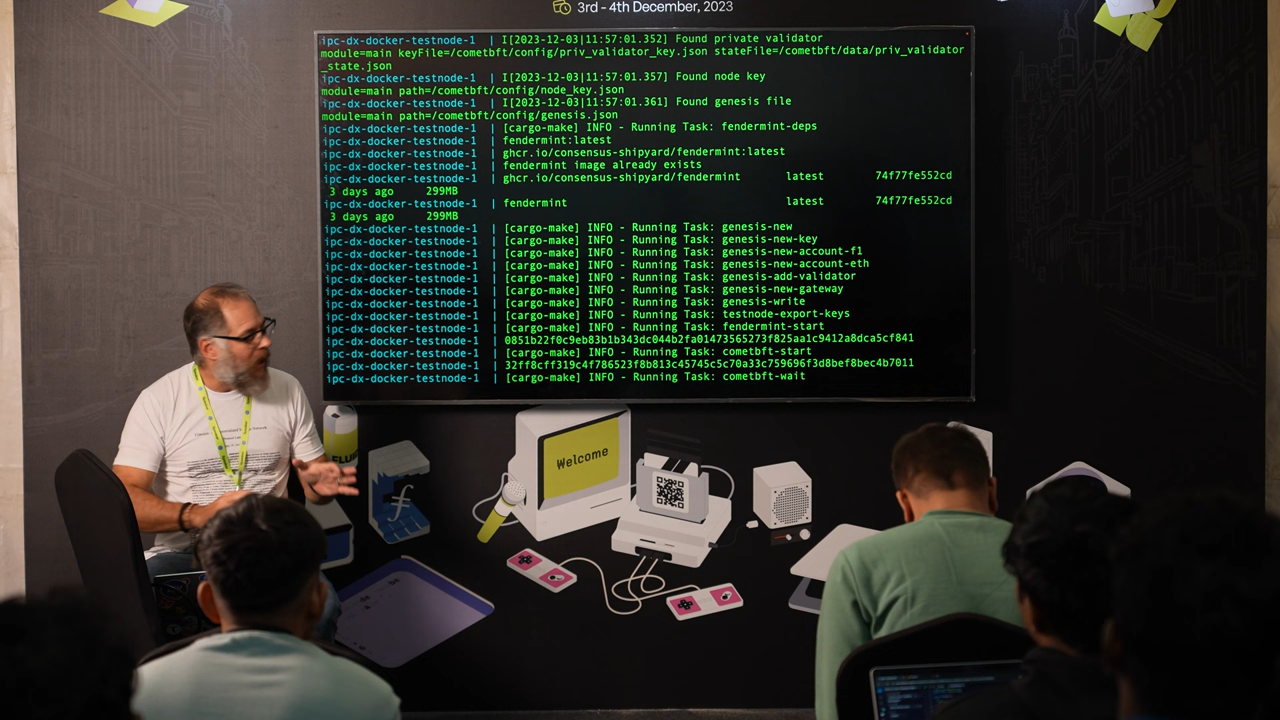 3rd - 4th December, 2023
ipc-dx-docker-testnode-1 | I[2023-12-03|11:57:01.352] Found private validator
module=main keyFile=/cometbft/config/priv_validator_key.json stateFile=/cometbft/data/priv_validator
_state.json
ipc-dx-docker-testnode-1 | I[2023-12-03|11:57:01.357] Found node key
module=main path=/cometbft/config/node_key.json
ipc-dx-docker-testnode-1 | I[2023-12-03|11:57:01.361] Found genesis file
module=main path=/cometbft/config/genesis.json
ipc-dx-docker-testnode-1 | [cargo-make] INFO - Running Task: fendermint-deps
ipc-dx-docker-testnode-1 | fendermint:latest
ipc-dx-docker-testnode-1 | ghcr.io/consensus-shipyard/fendermint:latest
ipc-dx-docker-testnode-1 | fendermint image already exists
ipc-dx-docker-testnode-1 | ghcr.io/consensus-shipyard/fendermint latest 74f77fe552cd
3 days ago 299MB
ipc-dx-docker-testnode-1 | fendermint latest 74f77fe552cd
3 days ago 299MB
ipc-dx-docker-testnode-1 | [cargo-make] INFO - Running Task: genesis-new
ipc-dx-docker-testnode-1 | [cargo-make] INFO - Running Task: genesis-new-key
ipc-dx-docker-testnode-1 | [cargo-make] INFO - Running Task: genesis-new-account-f1
ipc-dx-docker-testnode-1 | [cargo-make] INFO - Running Task: genesis-new-account-eth
ipc-dx-docker-testnode-1 | [cargo-make] INFO - Running Task: genesis-add-validator
ipc-dx-docker-testnode-1 | [cargo-make] INFO - Running Task: genesis-new-gateway
ipc-dx-docker-testnode-1 | [cargo-make] INFO - Running Task: genesis-write
ipc-dx-docker-testnode-1 | [cargo-make] INFO - Running Task: testnode-export-keys
ipc-dx-docker-testnode-1 | [cargo-make] INFO - Running Task: fendermint-start
ipc-dx-docker-testnode-1 | 0851b22f0c9eb83b1b343dc044b2fa01473565273f825aa1c9412a8dca5cf841
ipc-dx-docker-testnode-1 | [cargo-make] INFO - Running Task: cometbft-start
ipc-dx-docker-testnode-1 | 32ff8cff319c4f786523f8b813c45745c5c70a33c759696f3d8bef8bec4b7011
ipc-dx-docker-testnode-1 | [cargo-make] INFO - Running Task: cometbft-wait
Welcome